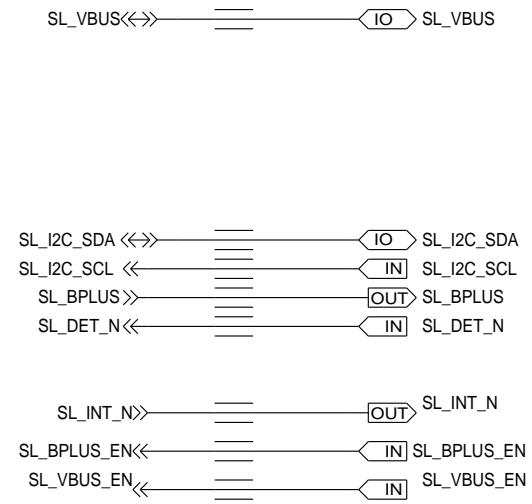 SL_VBUS IO SL_VBUS
SL_I2C_SDA IO SL_I2C_SDA
SL_I2C_SCL IN SL_I2C_SCL
SL_BPLUS OUT SL_BPLUS
SL_DET_N IN SL_DET_N
SL_INT_N OUT SL_INT_N
SL_BPLUS_EN IN SL_BPLUS_EN
SL_VBUS_EN IN SL_VBUS_EN